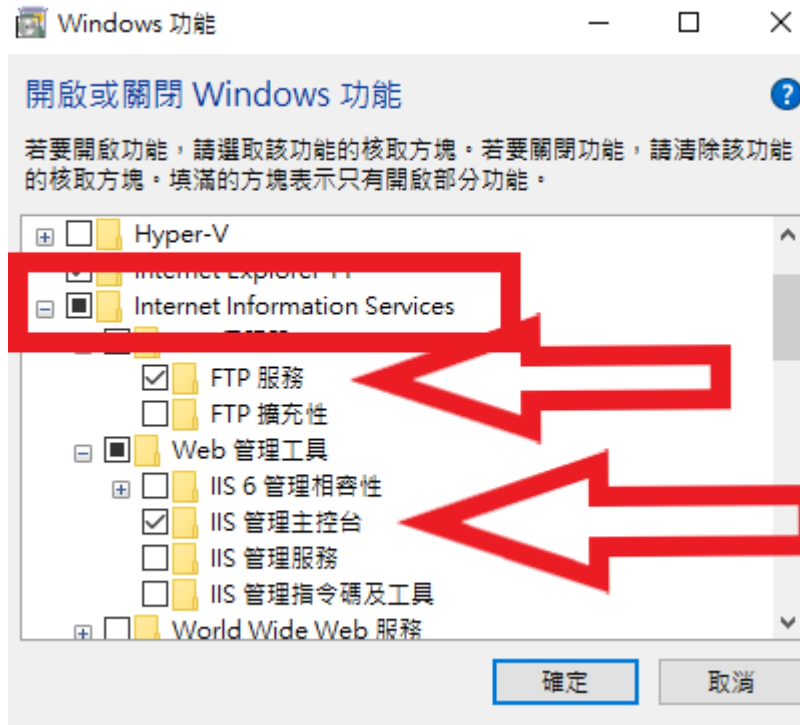 Windows 功能
開啟或關閉 Windows 功能
若要開啟功能，請選取該功能的核取方塊。若要關閉功能，請清除該功能
的核取方塊。填滿的方塊表示只有開啟部分功能。
Hyper-V
Internet Explorer 11
Internet Information Services
FTP 服務
FTP 擴充性
Web 管理工具
IIS 6 管理相容性
IIS 管理主控台
IIS 管理服務
IIS 管理指令碼及工具
World Wide Web 服務
確定
取消